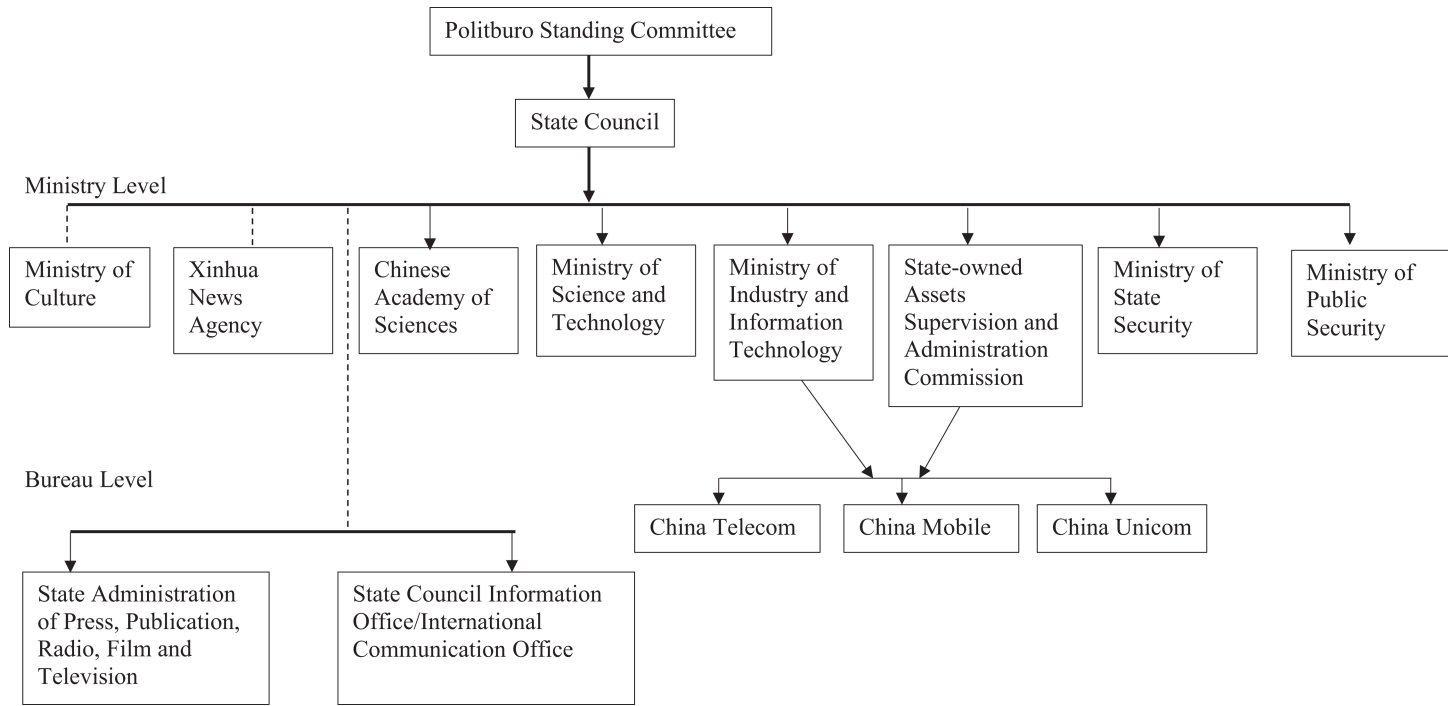 Politburo Standing Committee
State Council
Ministry Level
Ministry of
Culture
Xinhua
News
Agency
Chinese
Academy of
Sciences
Ministry of
Science and
Technology
Ministry of
Industry and
Information
Technology
State-owned
Assets
Supervision and
Administration
Commission
Ministry of
State
Security
Ministry of
Public
Security
Bureau Level
China Telecom
China Mobile
China Unicom
State Administration
of Press, Publication,
Radio, Film and
Television
State Council Information
Office/International
Communication Office